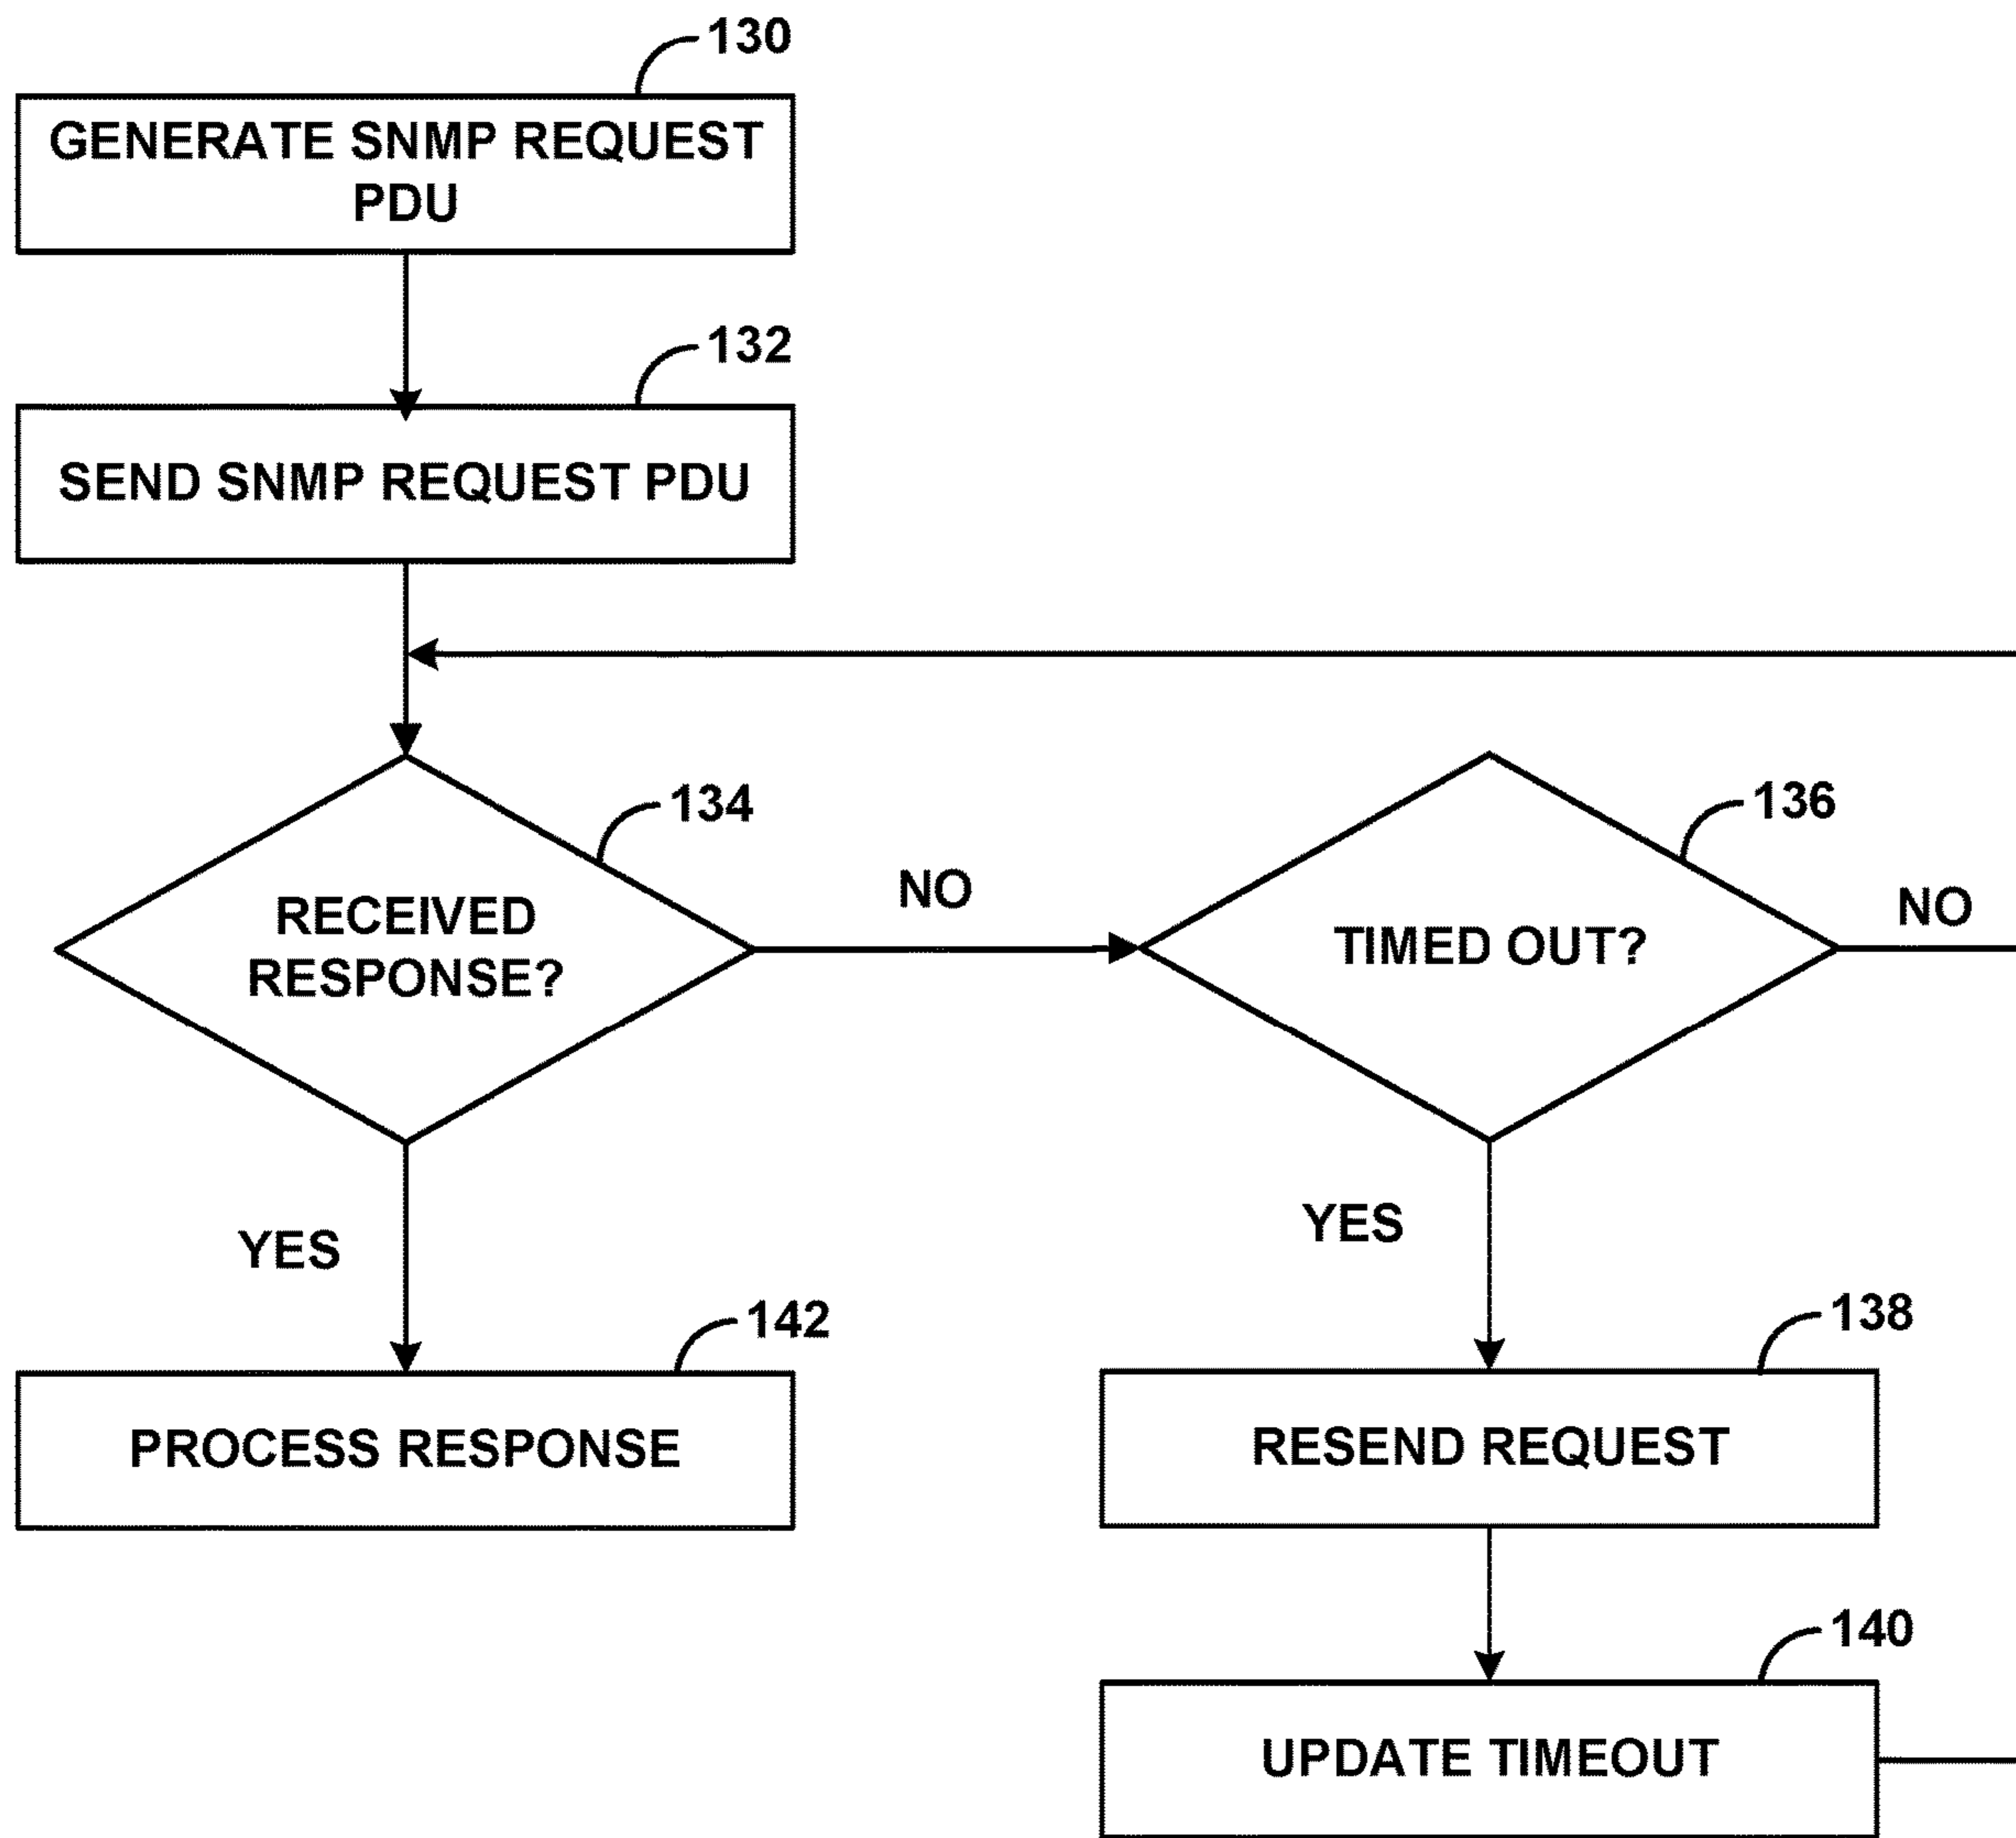 130
GENERATE SNMP REQUEST
PDU
132
SEND SNMP REQUEST PDU
134
RECEIVED
RESPONSE?
NO
136
TIMED OUT?
NO
YES
142
PROCESS RESPONSE
YES
138
RESEND REQUEST
140
UPDATE TIMEOUT